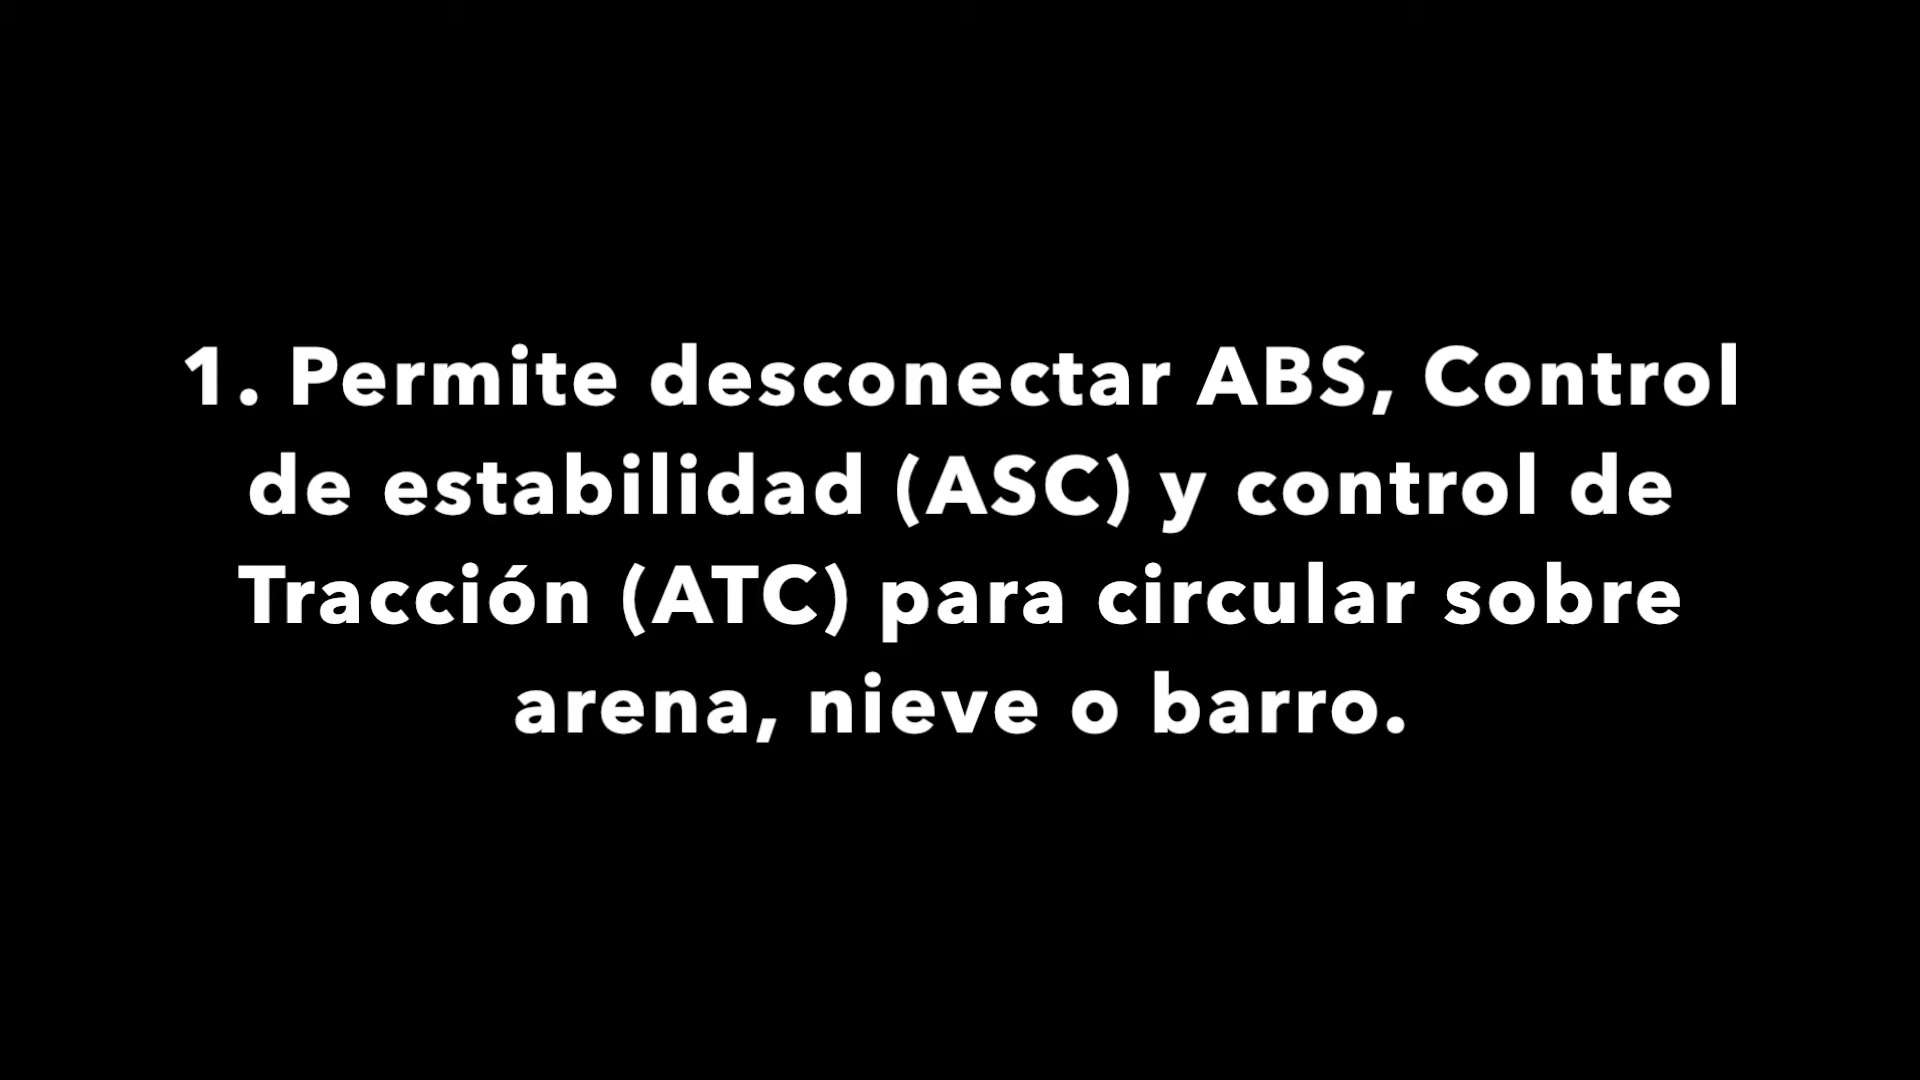 1. Permite desconectar ABS, Control
de estabilidad (ASC) y control de
Tracción (ATC) para circular sobre
arena, nieve o barro.